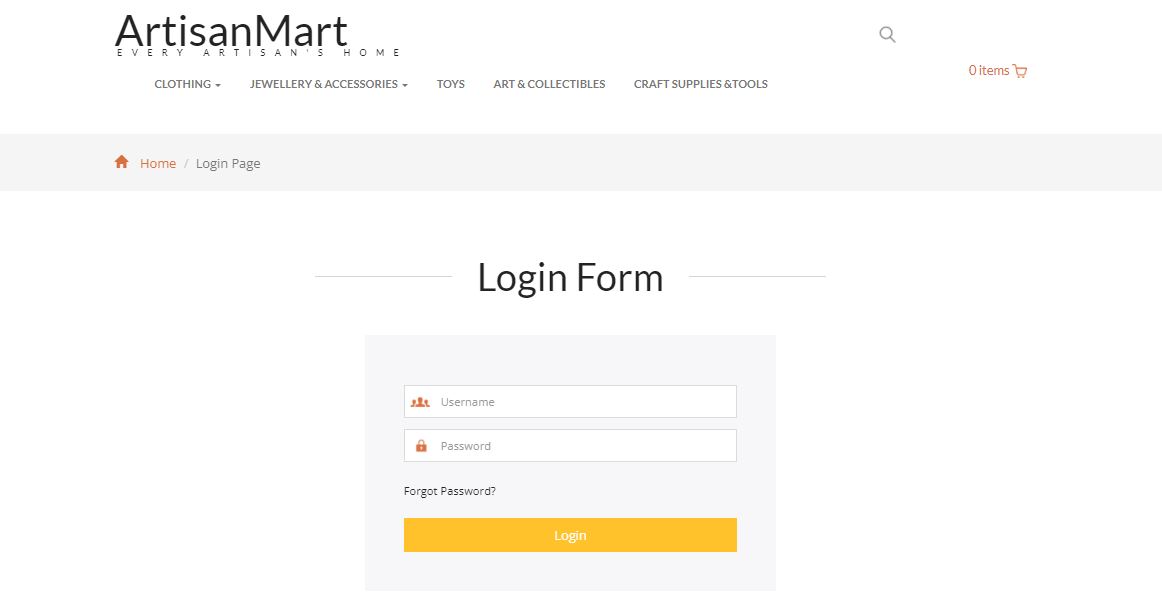 ArtisanMart
EVERY ARTISAN'S HOME
0 items
CLOTHING JEWELLERY & ACCESSORIES TOYS ART & COLLECTIBLES CRAFT SUPPLIES &TOOLS
Home / Login Page
Login Form
Username
Password
Forgot Password?
Login